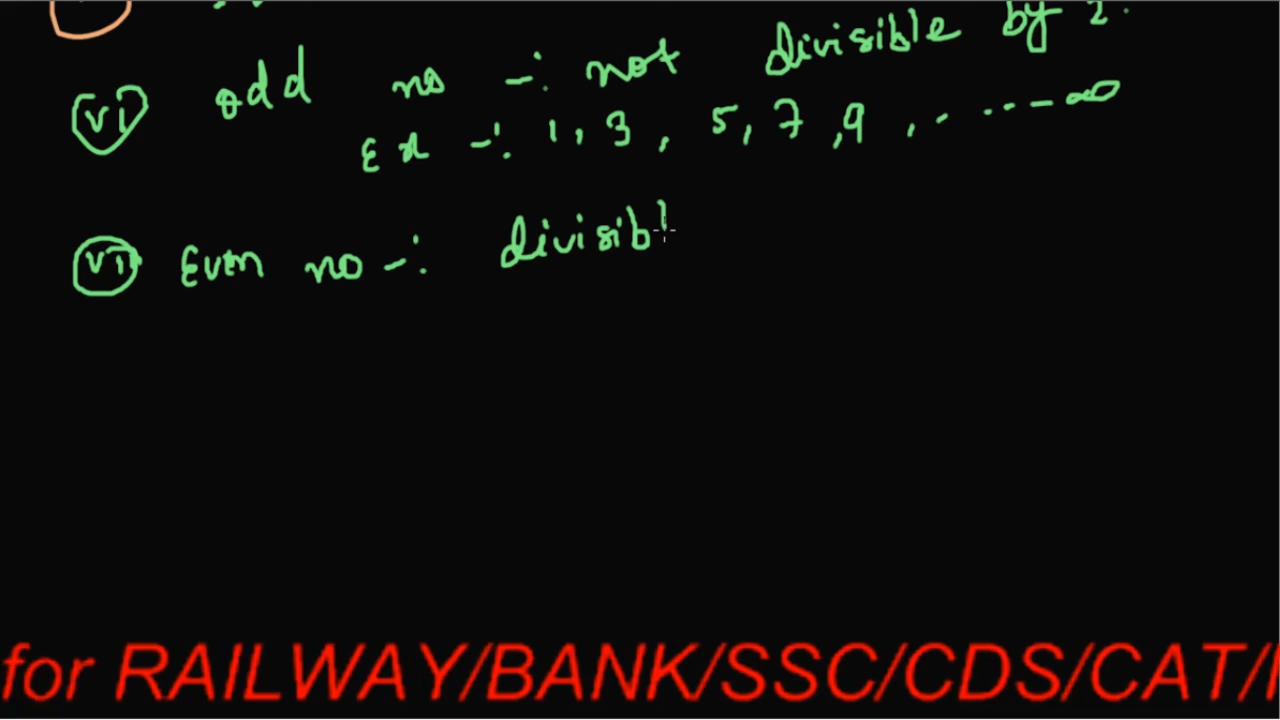 (vi) odd no -: not divisible by 2.
Ex -: 1, 3, 5, 7, 9, . ... - ∞
(vii) Even no -: divisibl
for RAILWAY/BANK/SSC/CDS/CAT/